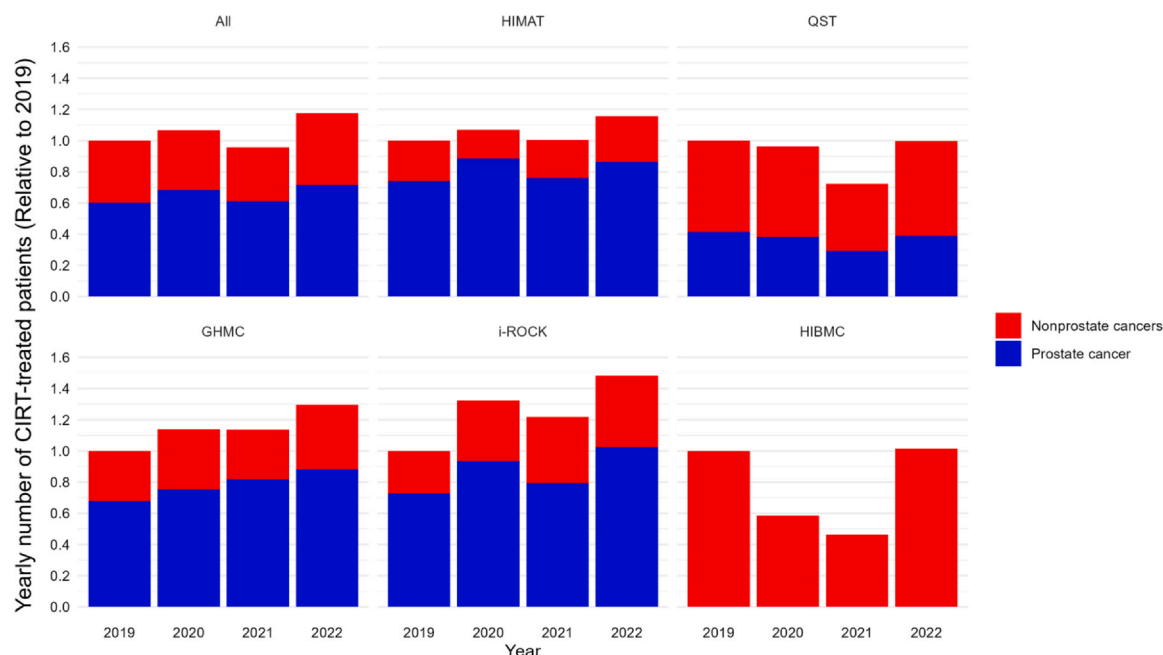 Yearly number of CIRT-treated patients (Relative to 2019)
All
HIMAT
QST
1.6
1.4
1.2
1.0
0.8
0.6
0.4
0.2
0.0
GHMC
i-ROCK
HIBMC
1.6
1.4
1.2
1.0
0.8
0.6
0.4
0.2
0.0
2019 2020 2021 2022
2019 2020 2021 2022
2019 2020 2021 2022
Year
Nonprostate cancers
Prostate cancer